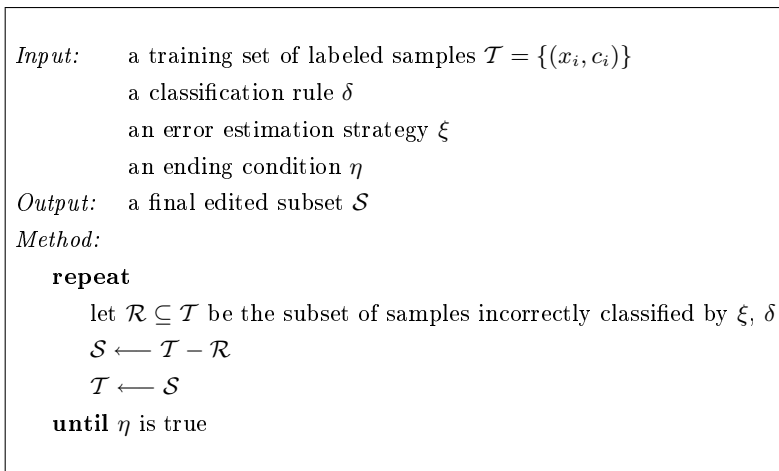 Input: a training set of labeled samples 𝒯 = {(xᵢ, cᵢ)}
a classification rule δ
an error estimation strategy ξ
an ending condition η
Output: a final edited subset 𝒮
Method:
repeat
let ℛ ⊆ 𝒯 be the subset of samples incorrectly classified by ξ, δ
𝒮 ⟵ 𝒯 − ℛ
𝒯 ⟵ 𝒮
until η is true